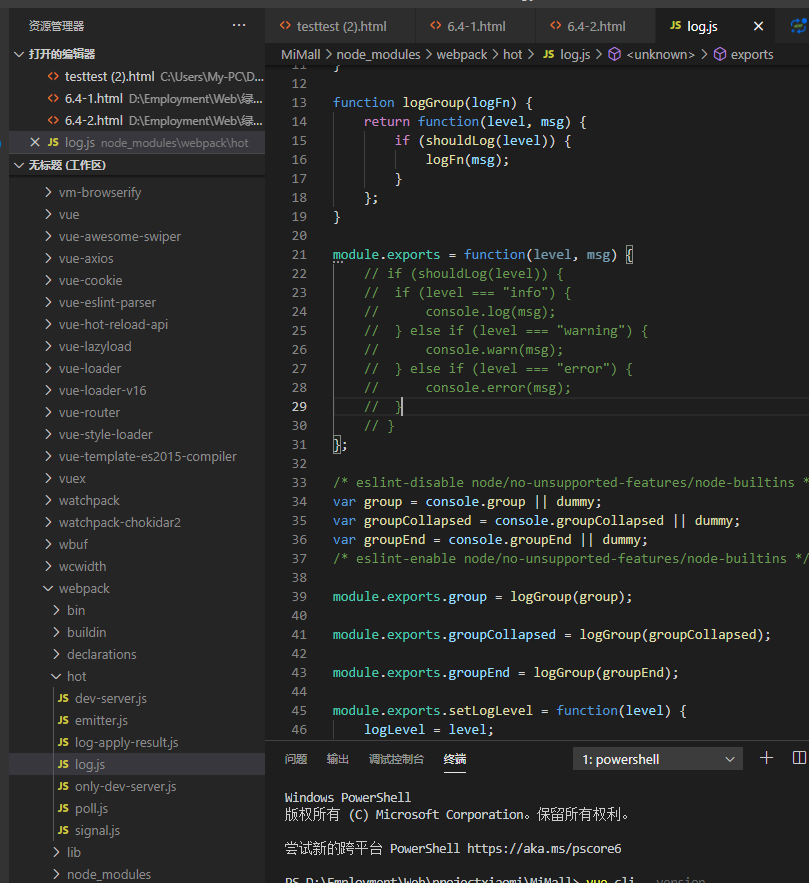 资源管理器 ···
打开的编辑器
testtest (2).html C:\Users\My-PC\D...
6.4-1.html D:\Employment\Web\绿...
6.4-2.html D:\Employment\Web\绿...
JS log.js node_modules\webpack\hot
无标题 (工作区)
vm-browserify
vue
vue-awesome-swiper
vue-axios
vue-cookie
vue-eslint-parser
vue-hot-reload-api
vue-lazyload
vue-loader
vue-loader-v16
vue-router
vue-style-loader
vue-template-es2015-compiler
vuex
watchpack
watchpack-chokidar2
wbuf
wcwidth
webpack
bin
buildin
declarations
hot
JS dev-server.js
JS emitter.js
JS log-apply-result.js
JS log.js
JS only-dev-server.js
JS poll.js
JS signal.js
lib
node_modules
testtest (2).html 6.4-1.html 6.4-2.html JS log.js
MiMall > node_modules > webpack > hot > JS log.js > <unknown> > exports
11 }
12
13 function logGroup(logFn) {
14 return function(level, msg) {
15 if (shouldLog(level)) {
16 logFn(msg);
17 }
18 };
19 }
20
21 module.exports = function(level, msg) {
22 // if (shouldLog(level)) {
23 // if (level === "info") {
24 // console.log(msg);
25 // } else if (level === "warning") {
26 // console.warn(msg);
27 // } else if (level === "error") {
28 // console.error(msg);
29 // }
30 // }
31 };
32
33 /* eslint-disable node/no-unsupported-features/node-builtins *
34 var group = console.group || dummy;
35 var groupCollapsed = console.groupCollapsed || dummy;
36 var groupEnd = console.groupEnd || dummy;
37 /* eslint-enable node/no-unsupported-features/node-builtins */
38
39 module.exports.group = logGroup(group);
40
41 module.exports.groupCollapsed = logGroup(groupCollapsed);
42
43 module.exports.groupEnd = logGroup(groupEnd);
44
45 module.exports.setLogLevel = function(level) {
46 logLevel = level;
问题 输出 调试控制台 终端 1: powershell
Windows PowerShell
版权所有 (C) Microsoft Corporation。保留所有权利。
尝试新的跨平台 PowerShell https://aka.ms/pscore6
PS D:\Employment\Web\projectxiaomi\MiMall> vue cli --version